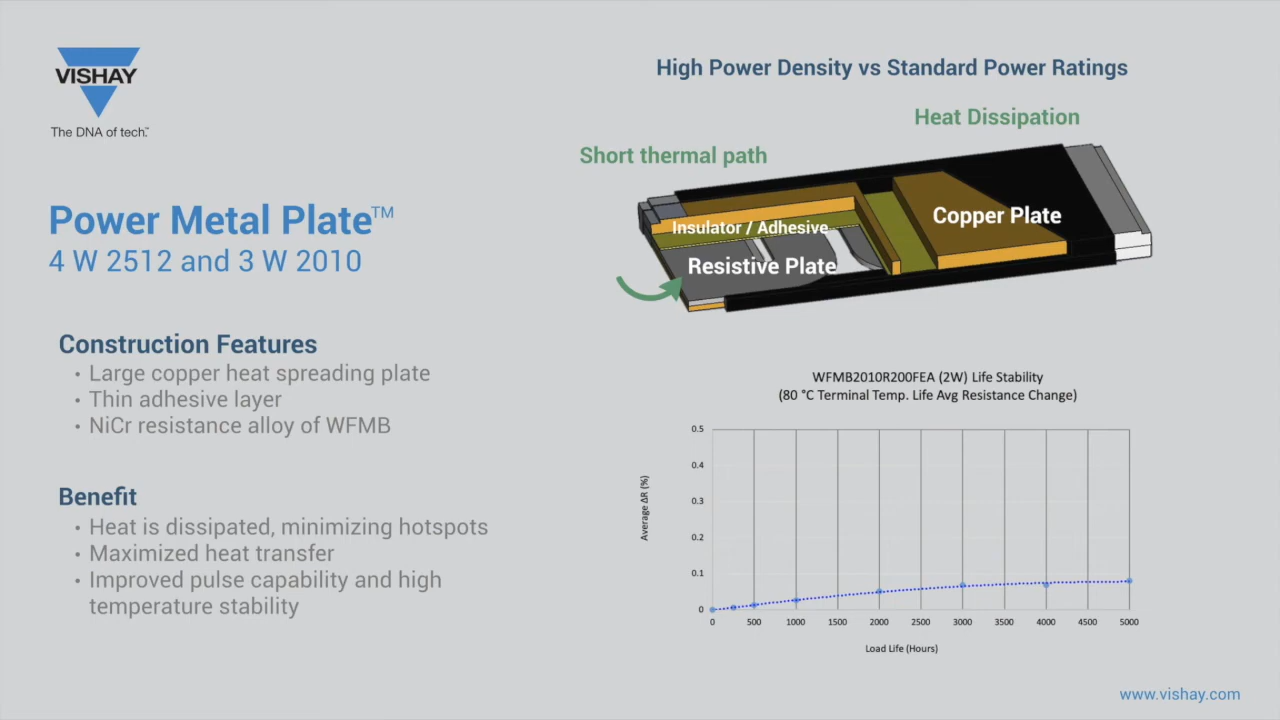 VISHAY
The DNA of tech.™
Power Metal Plate™
4 W 2512 and 3 W 2010
Construction Features
• Large copper heat spreading plate
• Thin adhesive layer
• NiCr resistance alloy of WFMB
Benefit
• Heat is dissipated, minimizing hotspots
• Maximized heat transfer
• Improved pulse capability and high
temperature stability
High Power Density vs Standard Power Ratings
Heat Dissipation
Short thermal path
Copper Plate
Insulator / Adhesive
Resistive Plate
WFMB2010R200FEA (2W) Life Stability
(80 °C Terminal Temp. Life Avg Resistance Change)
Average ΔR (%)
0.5
0.4
0.3
0.2
0.1
0
0 500 1000 1500 2000 2500 3000 3500 4000 4500 5000
Load Life (Hours)
www.vishay.com